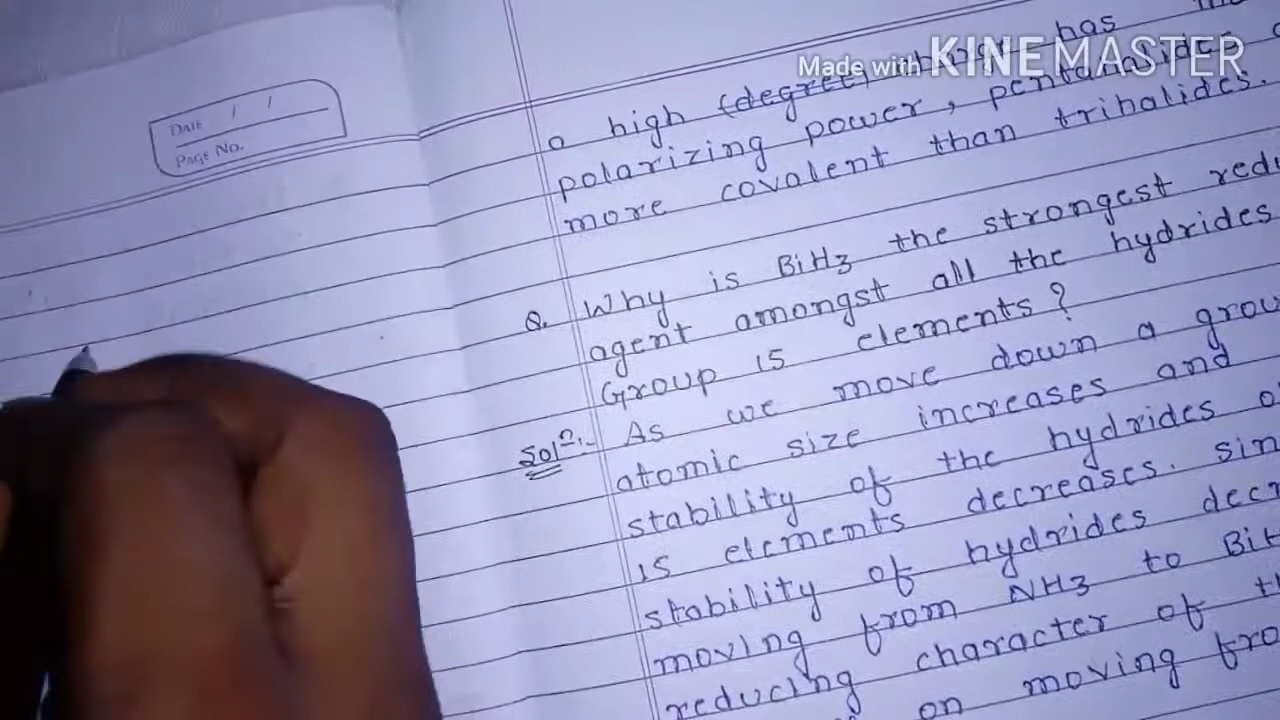 Made with KINEMASTER
DATE / /
PAGE NO.
a high (degree) charge has
polarizing power, pentahalides
more covalent than trihalides.
Q. Why is BiH3 the strongest
agent amongst all the hydrides
Group 15 elements?
Solⁿ:- As we move down a
atomic size increases and
stability of the hydrides
15 elements decreases.
stability of hydrides
moving from NH3 to
reducing character of
on moving